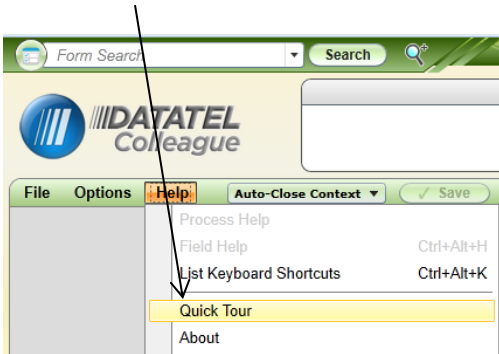 Form Search Search
DATATEL
Colleague
File Options Help Auto-Close Context Save
Process Help
Field Help Ctrl+Alt+H
List Keyboard Shortcuts Ctrl+Alt+K
Quick Tour
About